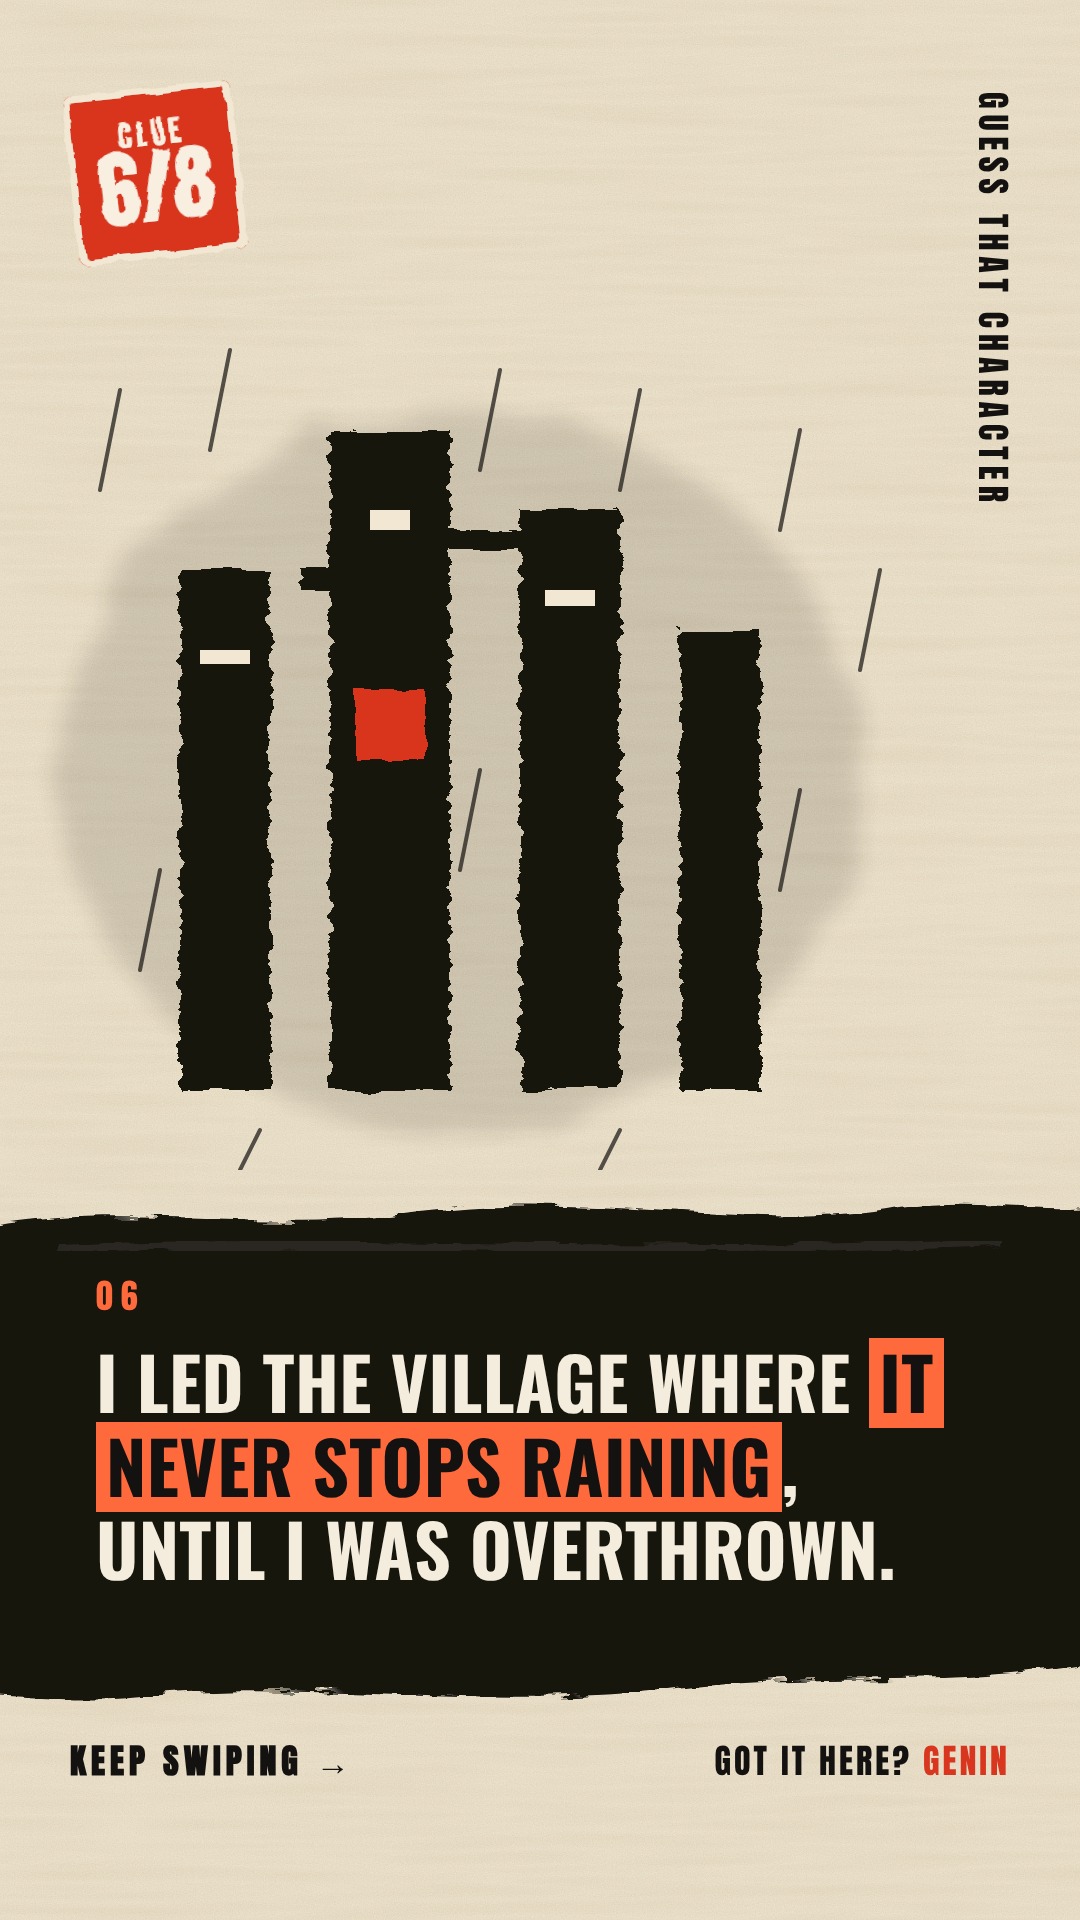 CLUE
6/8
GUESS THAT CHARACTER
06
I LED THE VILLAGE WHERE IT
NEVER STOPS RAINING,
UNTIL I WAS OVERTHROWN.
KEEP SWIPING →
GOT IT HERE? GENIN